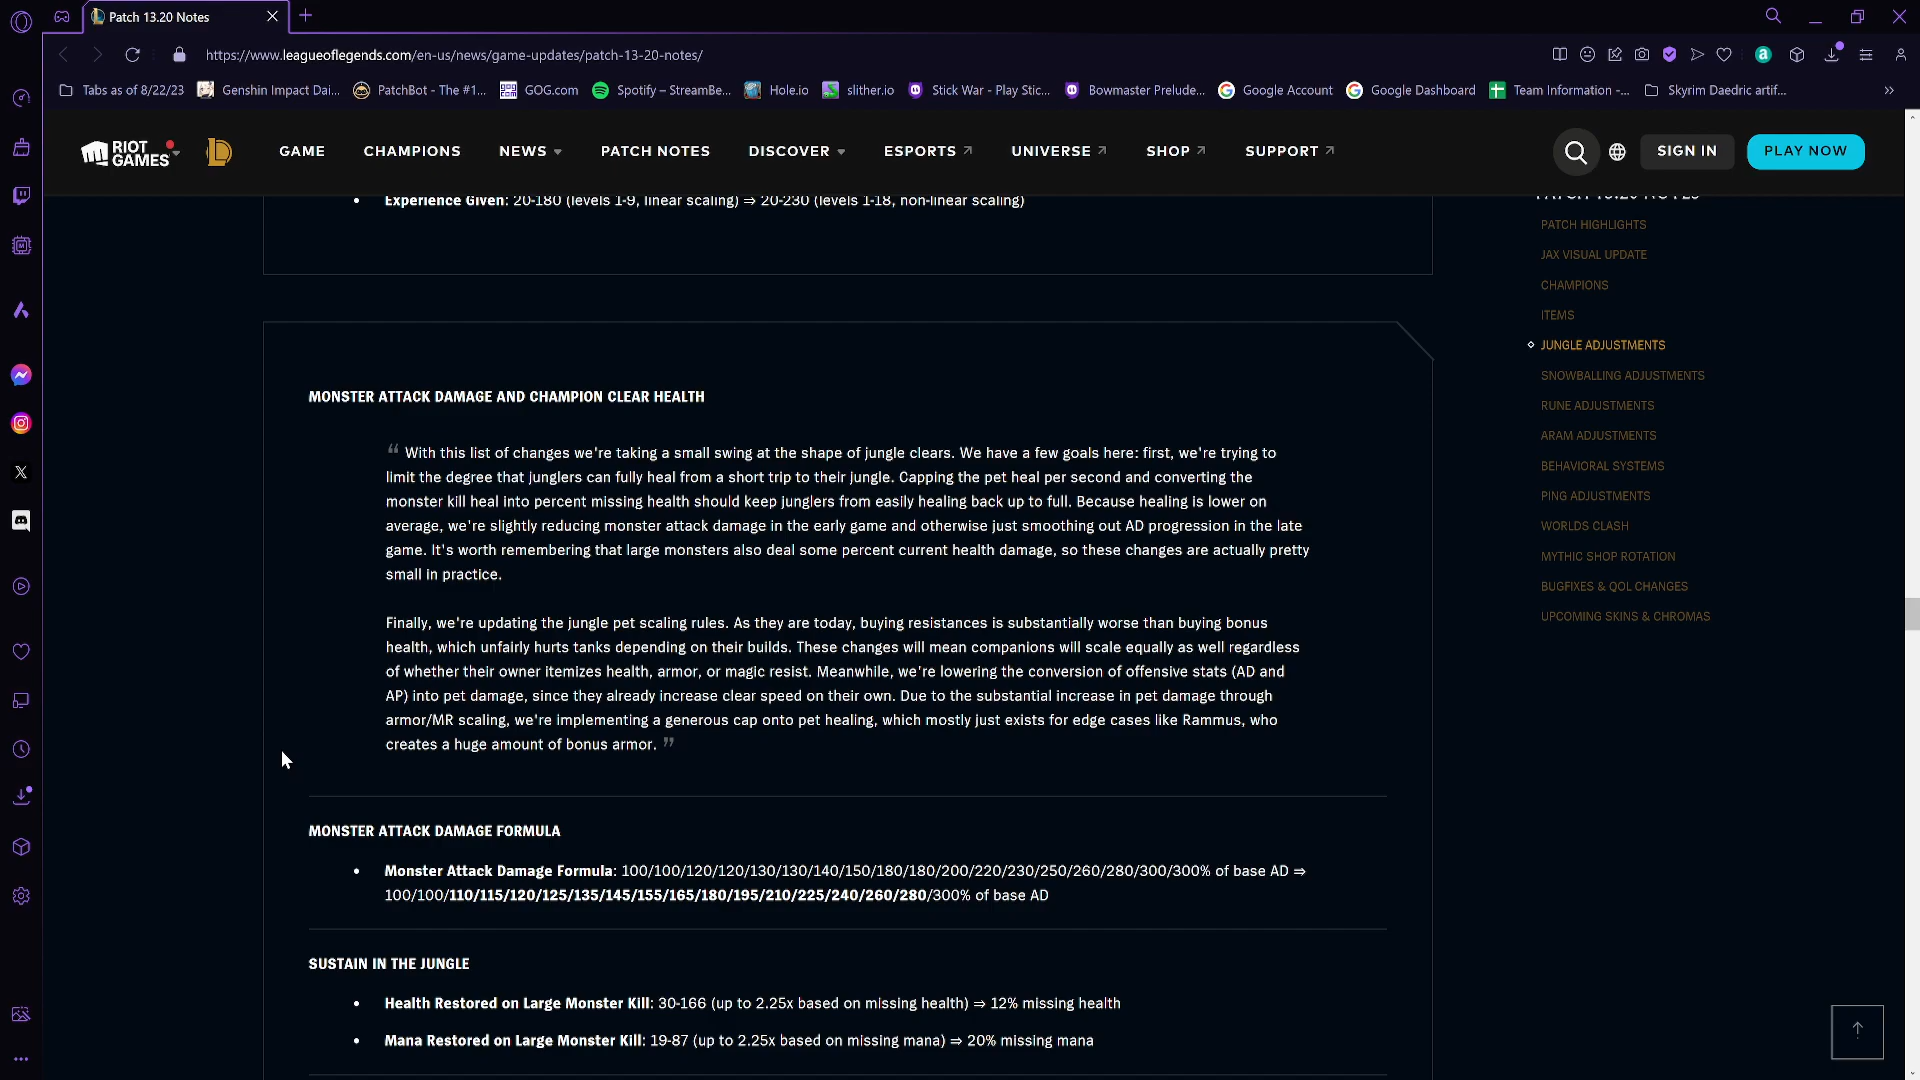 Patch 13.20 Notes
https://www.leagueoflegends.com/en-us/news/game-updates/patch-13-20-notes/
Tabs as of 8/22/23 Genshin Impact Dai... PatchBot - The #1... GOG.com Spotify – StreamBe... Hole.io slither.io Stick War - Play Stic... Bowmaster Prelude... Google Account Google Dashboard Team Information -... Skyrim Daedric artif...
RIOT GAMES GAME CHAMPIONS NEWS PATCH NOTES DISCOVER ESPORTS UNIVERSE SHOP SUPPORT SIGN IN PLAY NOW
• Experience Given: 20-180 (levels 1-9, linear scaling) ⇒ 20-230 (levels 1-18, non-linear scaling)
MONSTER ATTACK DAMAGE AND CHAMPION CLEAR HEALTH
“ With this list of changes we're taking a small swing at the shape of jungle clears. We have a few goals here: first, we're trying to
limit the degree that junglers can fully heal from a short trip to their jungle. Capping the pet heal per second and converting the
monster kill heal into percent missing health should keep junglers from easily healing back up to full. Because healing is lower on
average, we're slightly reducing monster attack damage in the early game and otherwise just smoothing out AD progression in the late
game. It's worth remembering that large monsters also deal some percent current health damage, so these changes are actually pretty
small in practice.
Finally, we're updating the jungle pet scaling rules. As they are today, buying resistances is substantially worse than buying bonus
health, which unfairly hurts tanks depending on their builds. These changes will mean companions will scale equally as well regardless
of whether their owner itemizes health, armor, or magic resist. Meanwhile, we're lowering the conversion of offensive stats (AD and
AP) into pet damage, since they already increase clear speed on their own. Due to the substantial increase in pet damage through
armor/MR scaling, we're implementing a generous cap onto pet healing, which mostly just exists for edge cases like Rammus, who
creates a huge amount of bonus armor. ”
MONSTER ATTACK DAMAGE FORMULA
• Monster Attack Damage Formula: 100/100/120/120/130/130/140/150/180/180/200/220/230/250/260/280/300/300% of base AD ⇒
100/100/110/115/120/125/135/145/155/165/180/195/210/225/240/260/280/300% of base AD
SUSTAIN IN THE JUNGLE
• Health Restored on Large Monster Kill: 30-166 (up to 2.25x based on missing health) ⇒ 12% missing health
• Mana Restored on Large Monster Kill: 19-87 (up to 2.25x based on missing mana) ⇒ 20% missing mana
PATCH 13.20 NOTES
PATCH HIGHLIGHTS
JAX VISUAL UPDATE
CHAMPIONS
ITEMS
JUNGLE ADJUSTMENTS
SNOWBALLING ADJUSTMENTS
RUNE ADJUSTMENTS
ARAM ADJUSTMENTS
BEHAVIORAL SYSTEMS
PING ADJUSTMENTS
WORLDS CLASH
MYTHIC SHOP ROTATION
BUGFIXES & QOL CHANGES
UPCOMING SKINS & CHROMAS